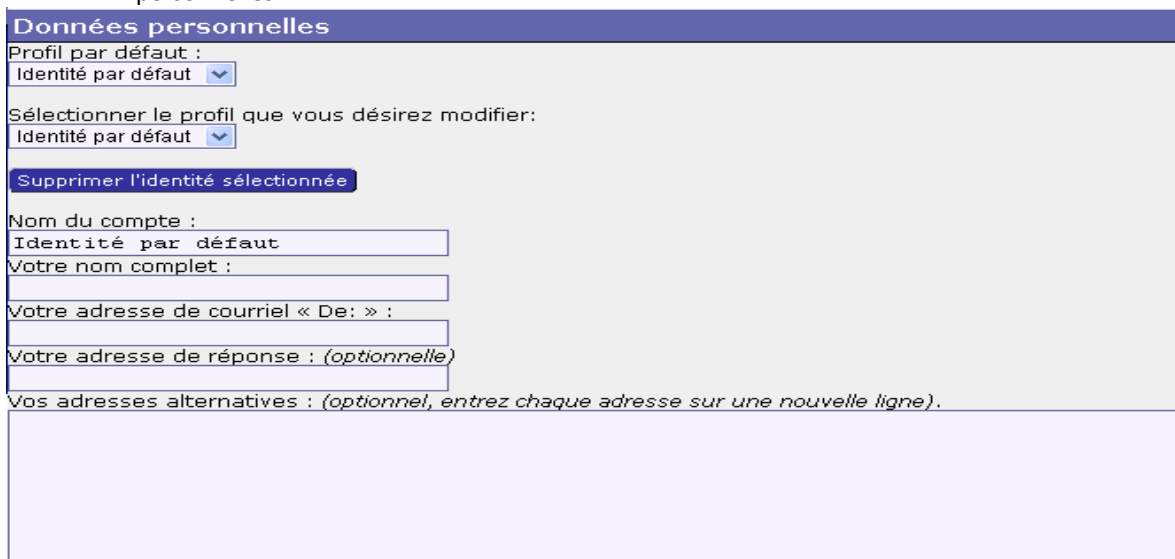 Données personnelles
Profil par défaut :
Identité par défaut
Sélectionner le profil que vous désirez modifier:
Identité par défaut
Supprimer l'identité sélectionnée
Nom du compte :
Identité par défaut
Votre nom complet :
Votre adresse de courriel « De: » :
Votre adresse de réponse : (optionnelle)
Vos adresses alternatives : (optionnel, entrez chaque adresse sur une nouvelle ligne).